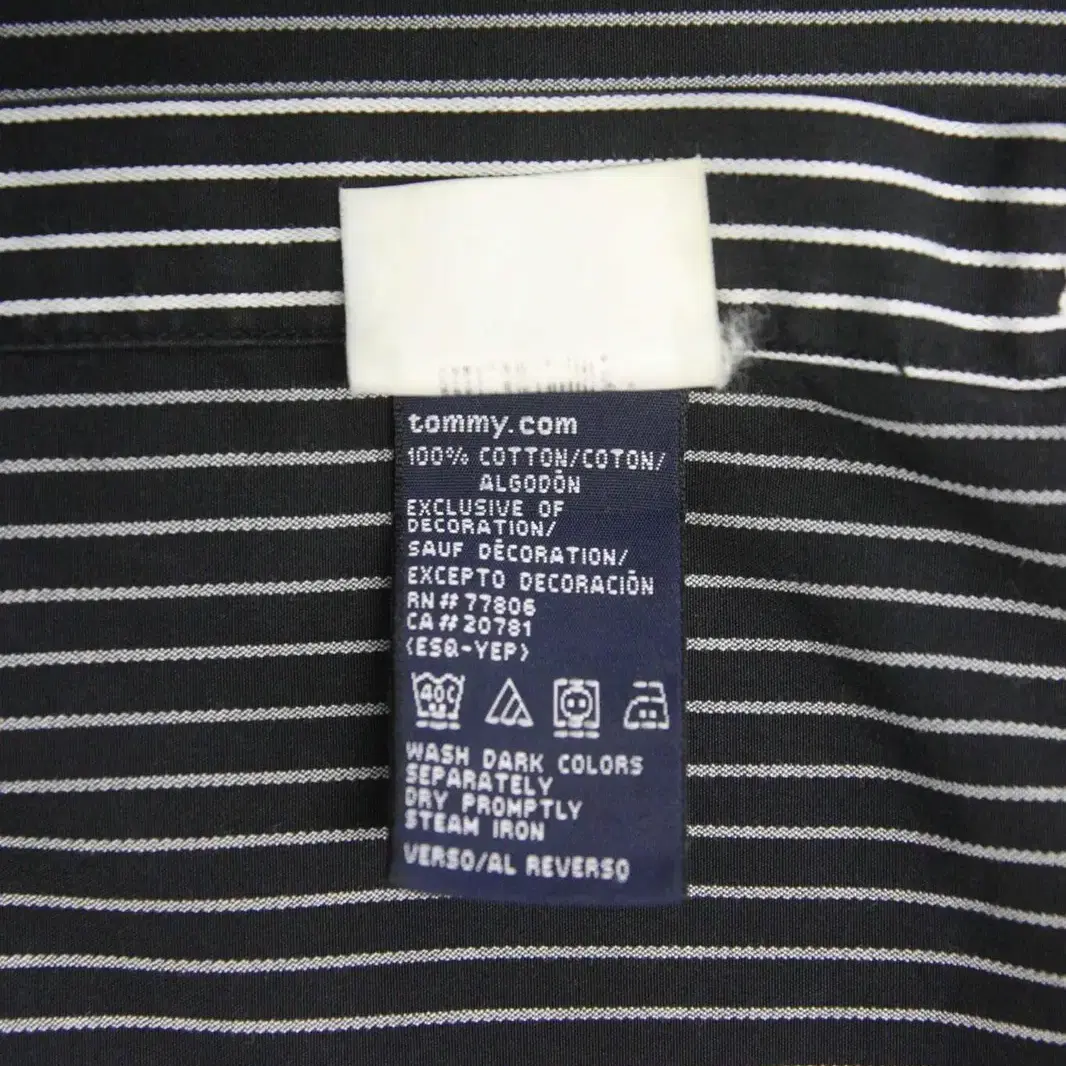 tommy.com
100% COTTON/COTON/
ALGODÓN
EXCLUSIVE OF
DECORATION/
SAUF DÉCORATION/
EXCEPTO DECORACIÓN
RN# 77806
CA# 20781
(ESQ-YEP)
40C
WASH DARK COLORS
SEPARATELY
DRY PROMPTLY
STEAM IRON
VERSO/AL REVERSO